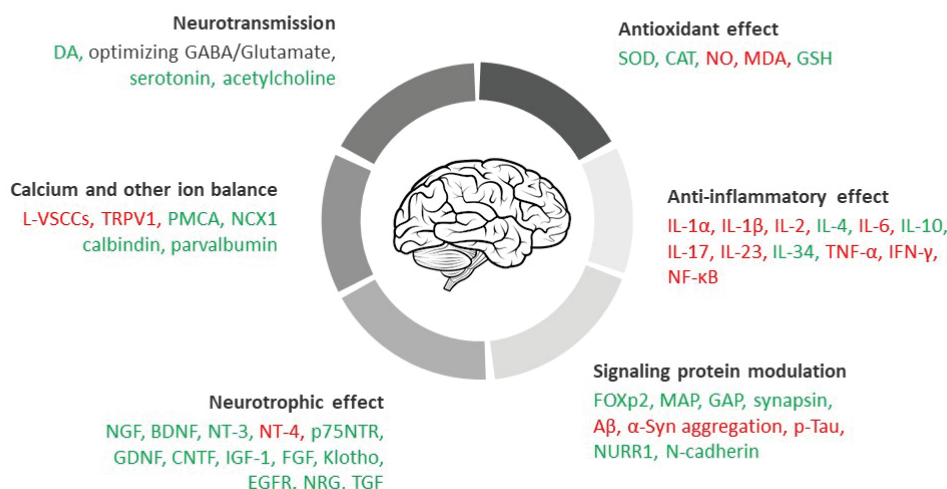 Neurotransmission
DA, optimizing GABA/Glutamate,
serotonin, acetylcholine
Antioxidant effect
SOD, CAT, NO, MDA, GSH
Calcium and other ion balance
L-VSCCs, TRPV1, PMCA, NCX1
calbindin, parvalbumin
Anti-inflammatory effect
IL-1α, IL-1β, IL-2, IL-4, IL-6, IL-10,
IL-17, IL-23, IL-34, TNF-α, IFN-γ,
NF-κB
Neurotrophic effect
NGF, BDNF, NT-3, NT-4, p75NTR,
GDNF, CNTF, IGF-1, FGF, Klotho,
EGFR, NRG, TGF
Signaling protein modulation
FOXp2, MAP, GAP, synapsin,
Aβ, α-Syn aggregation, p-Tau,
NURR1, N-cadherin